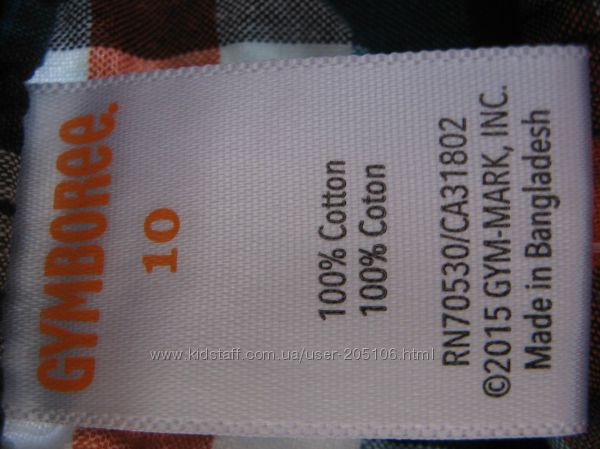 GYMBOREE.
10
100% Cotton
100% Coton
RN70530/CA31802
©2015 GYM-MARK, INC.
Made in Bangladesh
www.kidstaff.com.ua/user-205106.html